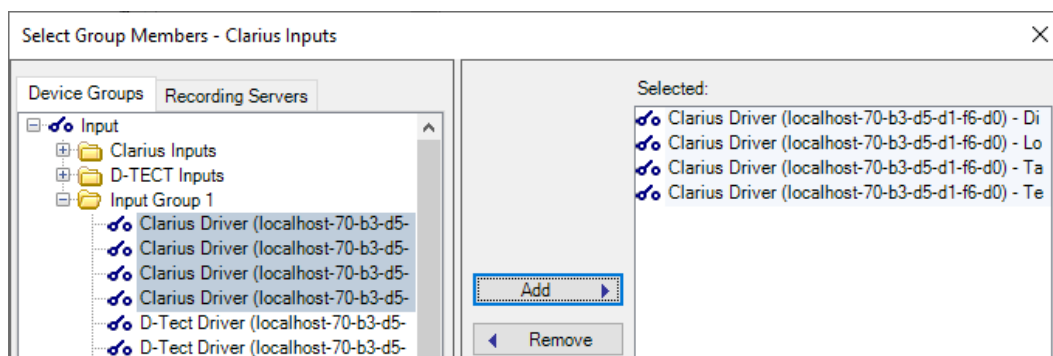 Select Group Members - Clarius Inputs
Device Groups
Recording Servers
Input
Clarius Inputs
D-TECT Inputs
Input Group 1
Clarius Driver (localhost-70-b3-d5-
Clarius Driver (localhost-70-b3-d5-
Clarius Driver (localhost-70-b3-d5-
Clarius Driver (localhost-70-b3-d5-
D-Tect Driver (localhost-70-b3-d5-
D-Tect Driver (localhost-70-b3-d5-
Add
Remove
Selected:
Clarius Driver (localhost-70-b3-d5-d1-f6-d0) - Di
Clarius Driver (localhost-70-b3-d5-d1-f6-d0) - Lo
Clarius Driver (localhost-70-b3-d5-d1-f6-d0) - Ta
Clarius Driver (localhost-70-b3-d5-d1-f6-d0) - Te